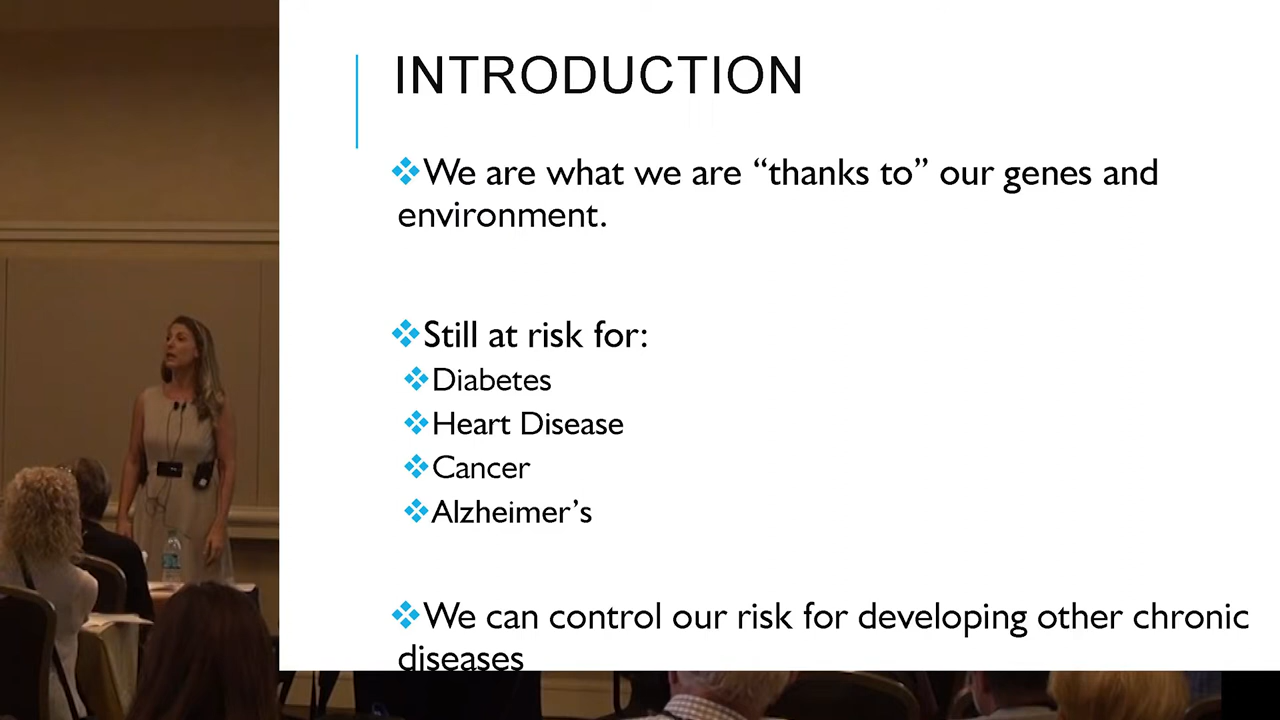 INTRODUCTION
❖We are what we are “thanks to” our genes and
environment.
❖Still at risk for:
❖Diabetes
❖Heart Disease
❖Cancer
❖Alzheimer’s
❖We can control our risk for developing other chronic
diseases